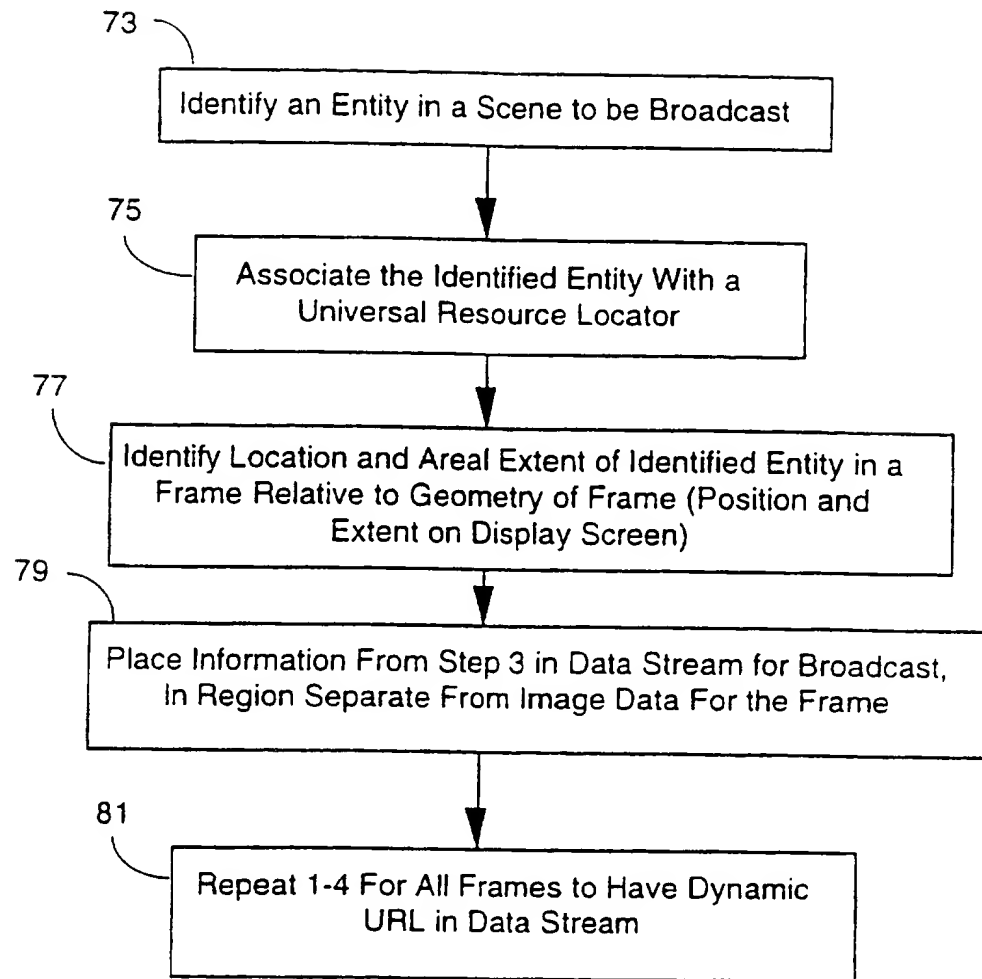 73
Identify an Entity in a Scene to be Broadcast
75
Associate the Identified Entity With a
Universal Resource Locator
77
Identify Location and Areal Extent of Identified Entity in a
Frame Relative to Geometry of Frame (Position and
Extent on Display Screen)
79
Place Information From Step 3 in Data Stream for Broadcast,
In Region Separate From Image Data For the Frame
81
Repeat 1-4 For All Frames to Have Dynamic
URL in Data Stream